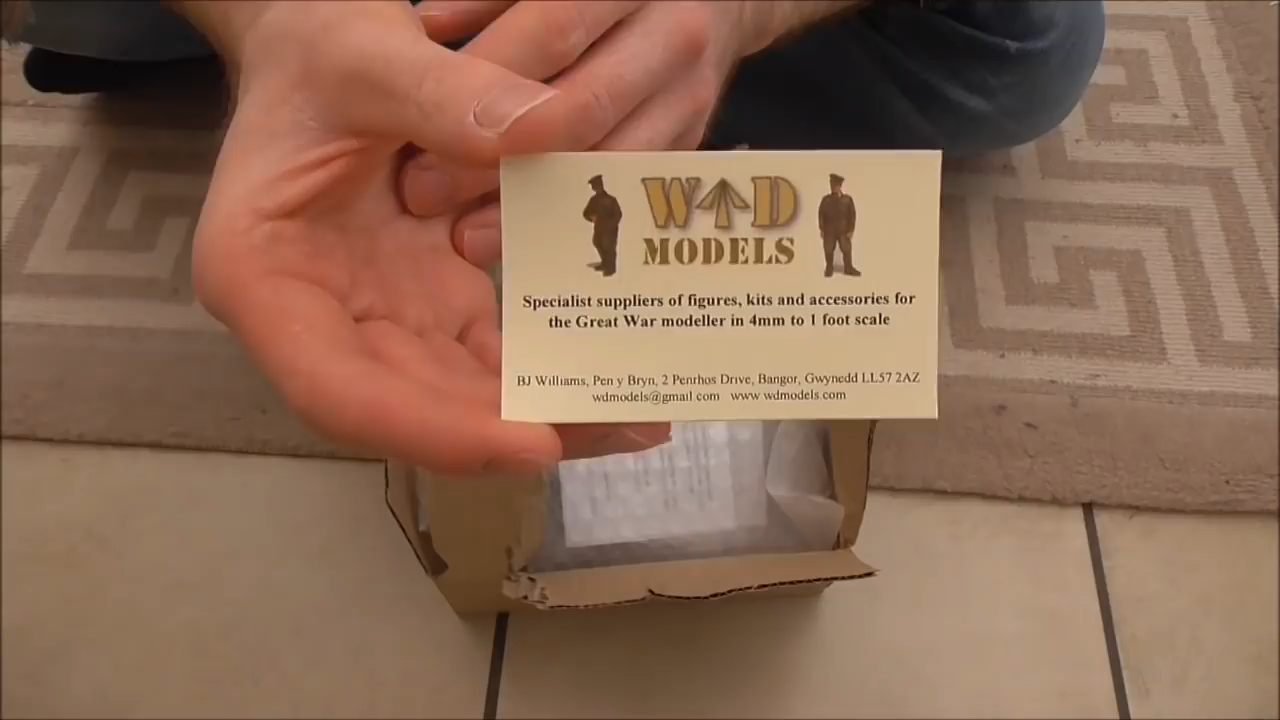 W D
MODELS
Specialist suppliers of figures, kits and accessories for
the Great War modeller in 4mm to 1 foot scale
BJ Williams, Pen y Bryn, 2 Penrhos Drive, Bangor, Gwynedd LL57 2AZ
wdmodels@gmail com www wdmodels.com